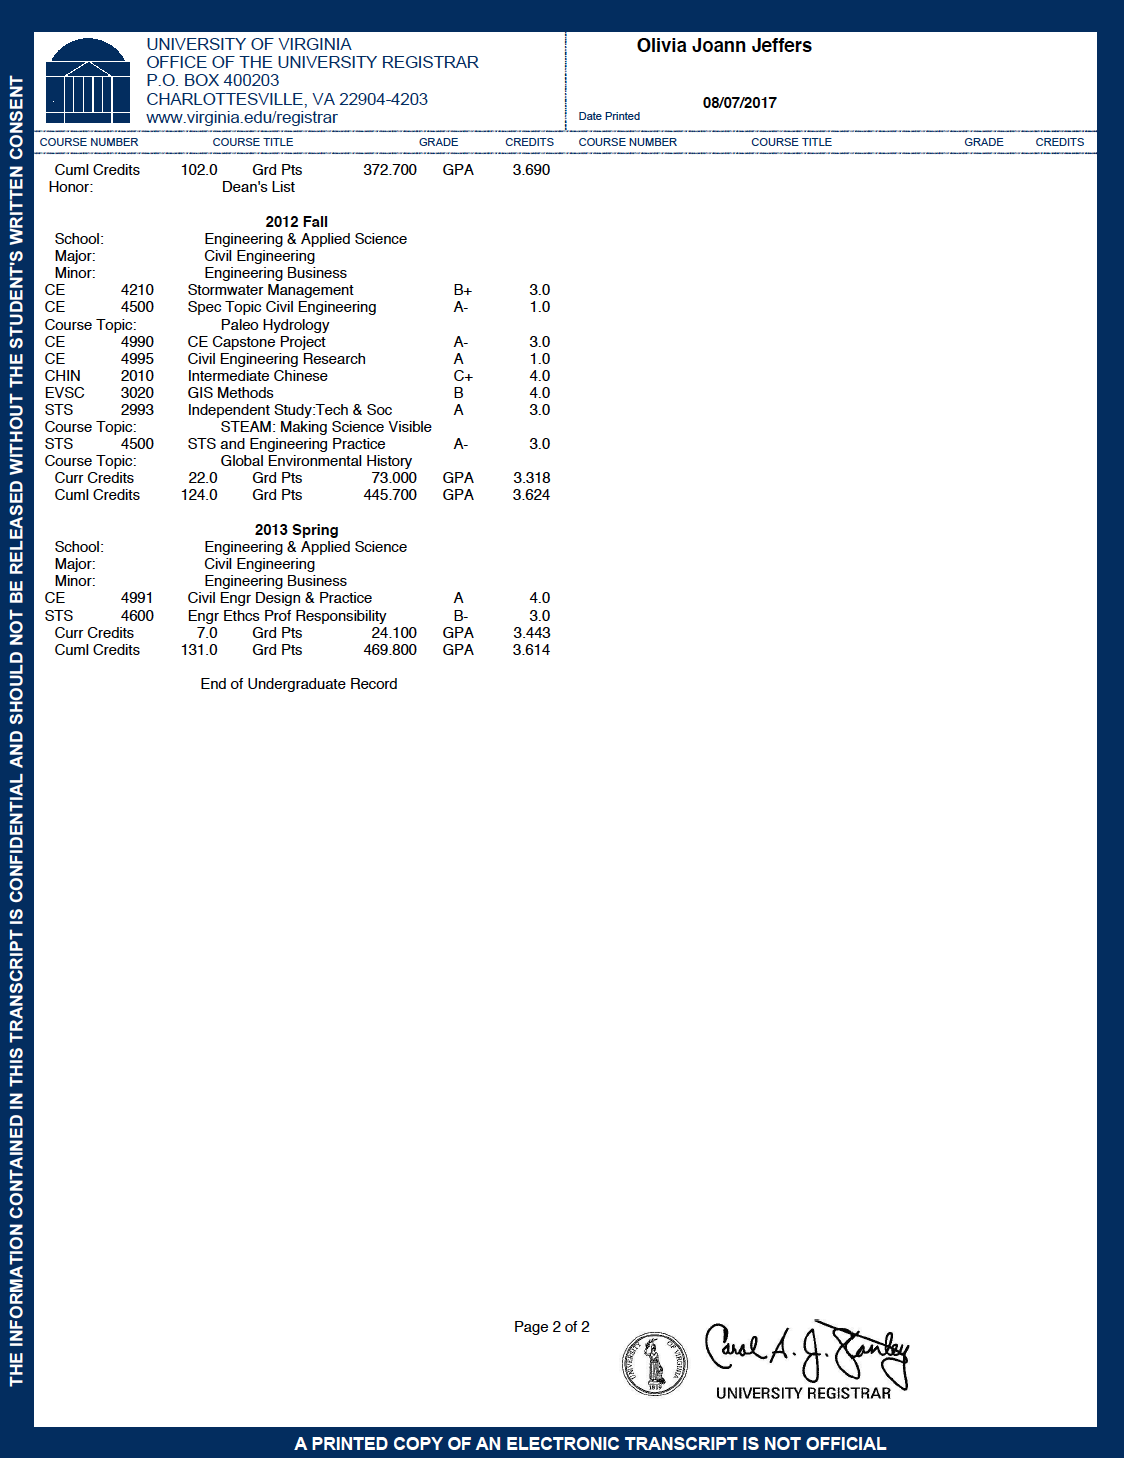 UNIVERSITY OF VIRGINIA
OFFICE OF THE UNIVERSITY REGISTRAR
P.O. BOX 400203
CHARLOTTESVILLE, VA 22904-4203
www.virginia.edu/registrar
Olivia Joann Jeffers
08/07/2017
Date Printed
COURSE NUMBER COURSE TITLE GRADE CREDITS COURSE NUMBER COURSE TITLE GRADE CREDITS
Cuml Credits 102.0 Grd Pts 372.700 GPA 3.690
Honor: Dean's List
2012 Fall
School: Engineering & Applied Science
Major: Civil Engineering
Minor: Engineering Business
CE 4210 Stormwater Management B+ 3.0
CE 4500 Spec Topic Civil Engineering A- 1.0
Course Topic: Paleo Hydrology
CE 4990 CE Capstone Project A- 3.0
CE 4995 Civil Engineering Research A 1.0
CHIN 2010 Intermediate Chinese C+ 4.0
EVSC 3020 GIS Methods B 4.0
STS 2993 Independent Study:Tech & Soc A 3.0
Course Topic: STEAM: Making Science Visible
STS 4500 STS and Engineering Practice A- 3.0
Course Topic: Global Environmental History
Curr Credits 22.0 Grd Pts 73.000 GPA 3.318
Cuml Credits 124.0 Grd Pts 445.700 GPA 3.624
2013 Spring
School: Engineering & Applied Science
Major: Civil Engineering
Minor: Engineering Business
CE 4991 Civil Engr Design & Practice A 4.0
STS 4600 Engr Ethcs Prof Responsibility B- 3.0
Curr Credits 7.0 Grd Pts 24.100 GPA 3.443
Cuml Credits 131.0 Grd Pts 469.800 GPA 3.614
End of Undergraduate Record
Page 2 of 2
UNIVERSITY OF VIRGINIA
1819
Carol A. J. Stanley
UNIVERSITY REGISTRAR
THE INFORMATION CONTAINED IN THIS TRANSCRIPT IS CONFIDENTIAL AND SHOULD NOT BE RELEASED WITHOUT THE STUDENT'S WRITTEN CONSENT
A PRINTED COPY OF AN ELECTRONIC TRANSCRIPT IS NOT OFFICIAL